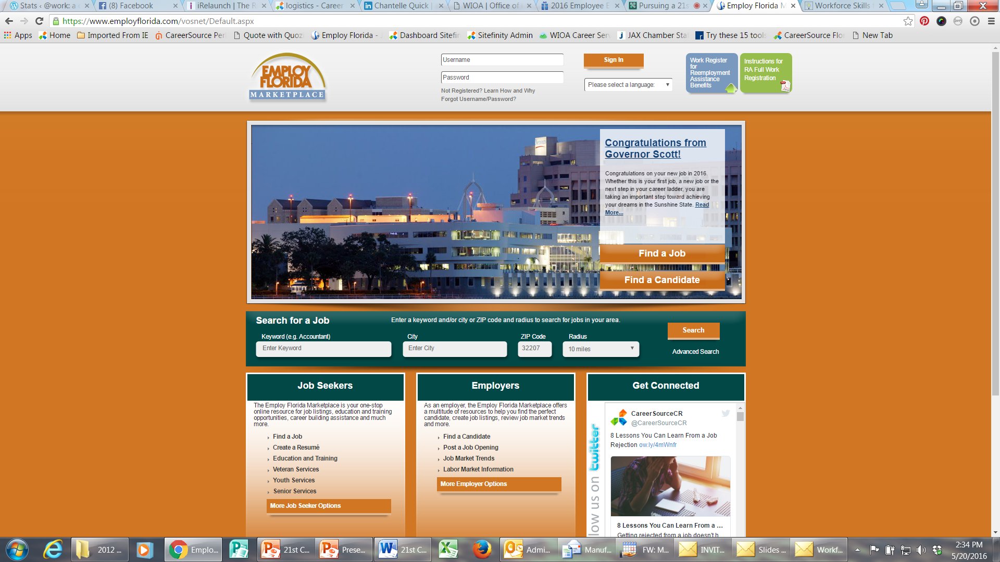 Stats ‹ @work: a c
(8) Facebook
iRelaunch | The R
logistics - Career
Chantelle Quick |
WIOA | Office of
2016 Employee E
Pursuing a 21s
Employ Florida M
Workforce Skills
https://www.employflorida.com/vosnet/Default.aspx
Apps
Home
Imported From IE
CareerSource Per
Quote with Quoz
Employ Florida -
Dashboard Sitefin
Sitefinity Admin
WIOA Career Serv
JAX Chamber Stat
Try these 15 tools
CareerSource Flor
New Tab
EMPLOY
FLORIDA
MARKETPLACE
Username
Password
Not Registered? Learn How and Why
Forgot Username/Password?
Sign In
Please select a language:
Work Register
for
Reemployment
Assistance
Benefits
Instructions for
RA Full Work
Registration
Congratulations from
Governor Scott!
Congratulations on your new job in 2016.
Whether this is your first job, a new job or the
next step in your career ladder, you are
taking an important step toward achieving
your dreams in the Sunshine State. Read
More...
Find a Job
Find a Candidate
Search for a Job
Enter a keyword and/or city or ZIP code and radius to search for jobs in your area.
Keyword (e.g. Accountant)
City
ZIP Code
Radius
Enter Keyword
Enter City
32207
10 miles
Search
Advanced Search
Job Seekers
The Employ Florida Marketplace is your one-stop
online resource for job listings, education and training
opportunities, career building assistance and much
more.
Find a Job
Create a Resumé
Education and Training
Veteran Services
Youth Services
Senior Services
More Job Seeker Options
Employers
As an employer, the Employ Florida Marketplace offers
a multitude of resources to help you find the perfect
candidate, create job listings, review job market trends
and more.
Find a Candidate
Post a Job Opening
Job Market Trends
Labor Market Information
More Employer Options
Get Connected
low us on twitter
CareerSourceCR
@CareerSourceCR
8 Lessons You Can Learn From a Job
Rejection ow.ly/4mWnfr
8 Lessons You Can Learn From a ...
Getting rejected from a job doesn't h
2012 ...
Emplo...
21st C...
Prese...
21st C...
Admi...
Manuf...
FW: M...
INVIT...
Slides ...
Workf...
2:34 PM
5/20/2016